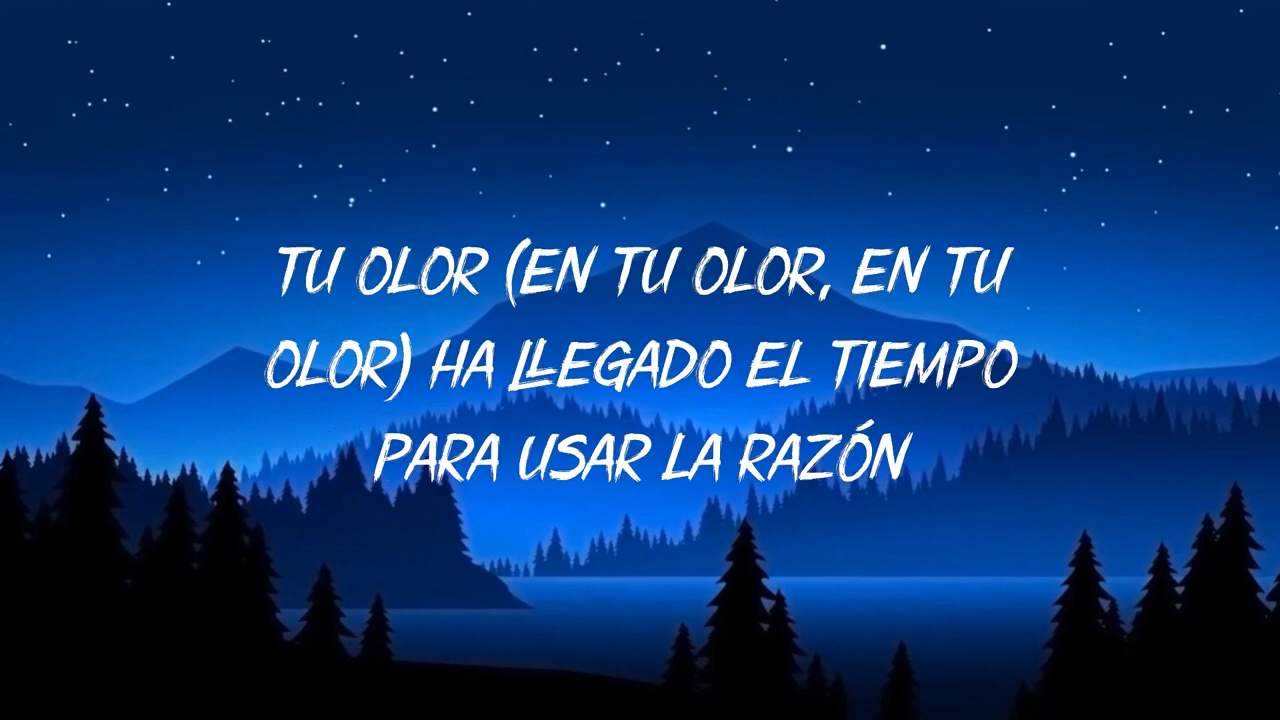 TU OLOR (EN TU OLOR, EN TU
OLOR) HA LLEGADO EL TIEMPO
PARA USAR LA RAZÓN